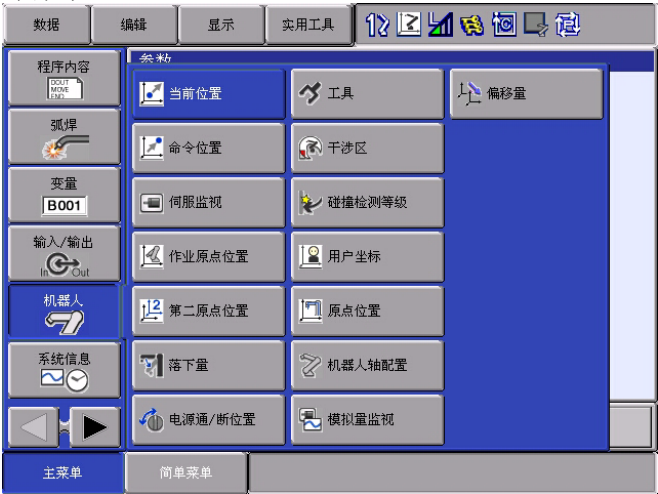 数据 编辑 显示 实用工具
参数
程序内容
DOUT
MOVE
END
弧焊
变量
B001
输入/输出
In Out
机器人
系统信息
当前位置 工具 偏移量
命令位置 干涉区
伺服监视 碰撞检测等级
作业原点位置 用户坐标
第二原点位置 原点位置
落下量 机器人轴配置
电源通/断位置 模拟量监视
主菜单 简单菜单